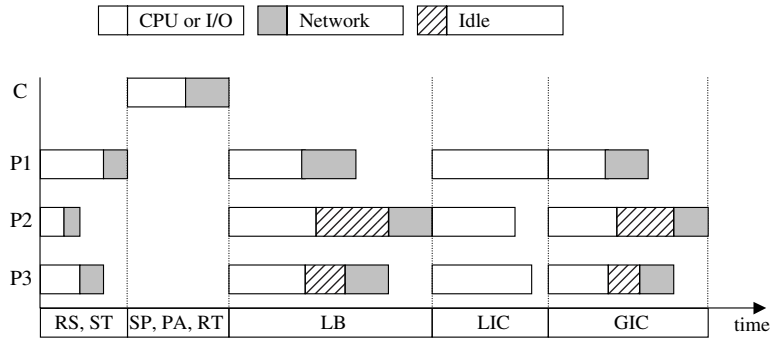 CPU or I/O Network Idle
C
P1
P2
P3
RS, ST SP, PA, RT LB LIC GIC time